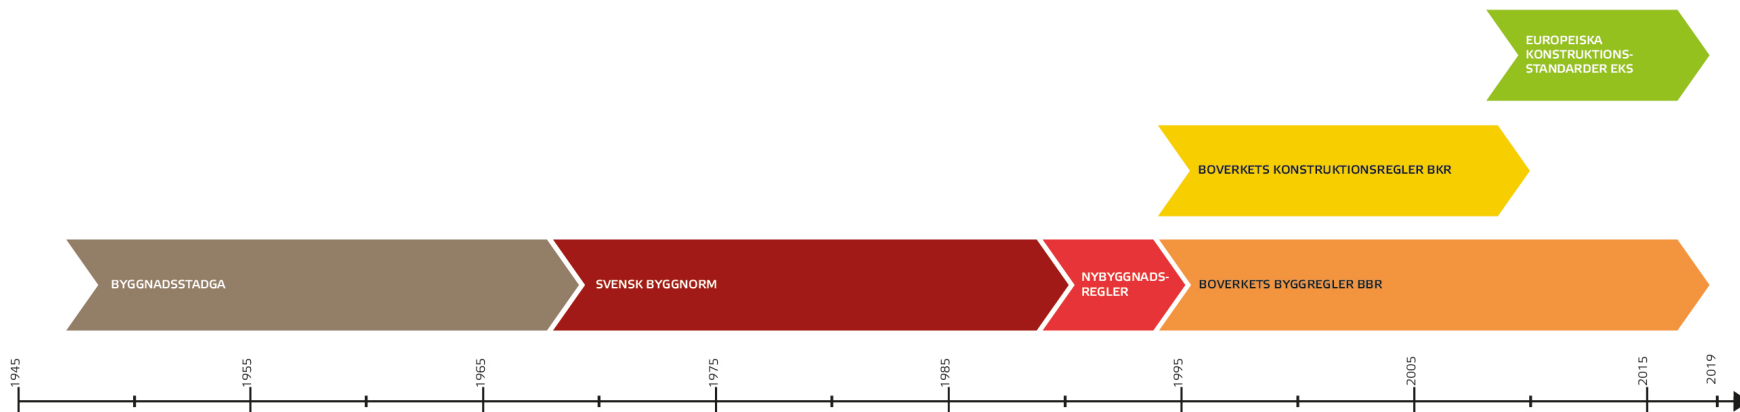 EUROPEISKA
KONSTRUKTIONS-
STANDARDER EKS
BOVERKETS KONSTRUKTIONSREGLER BKR
BYGGNADSSTADGA
SVENSK BYGGNORM
NYBYGGNADS-
REGLER
BOVERKETS BYGGREGLER BBR
1945
1955
1965
1975
1985
1995
2005
2015
2019